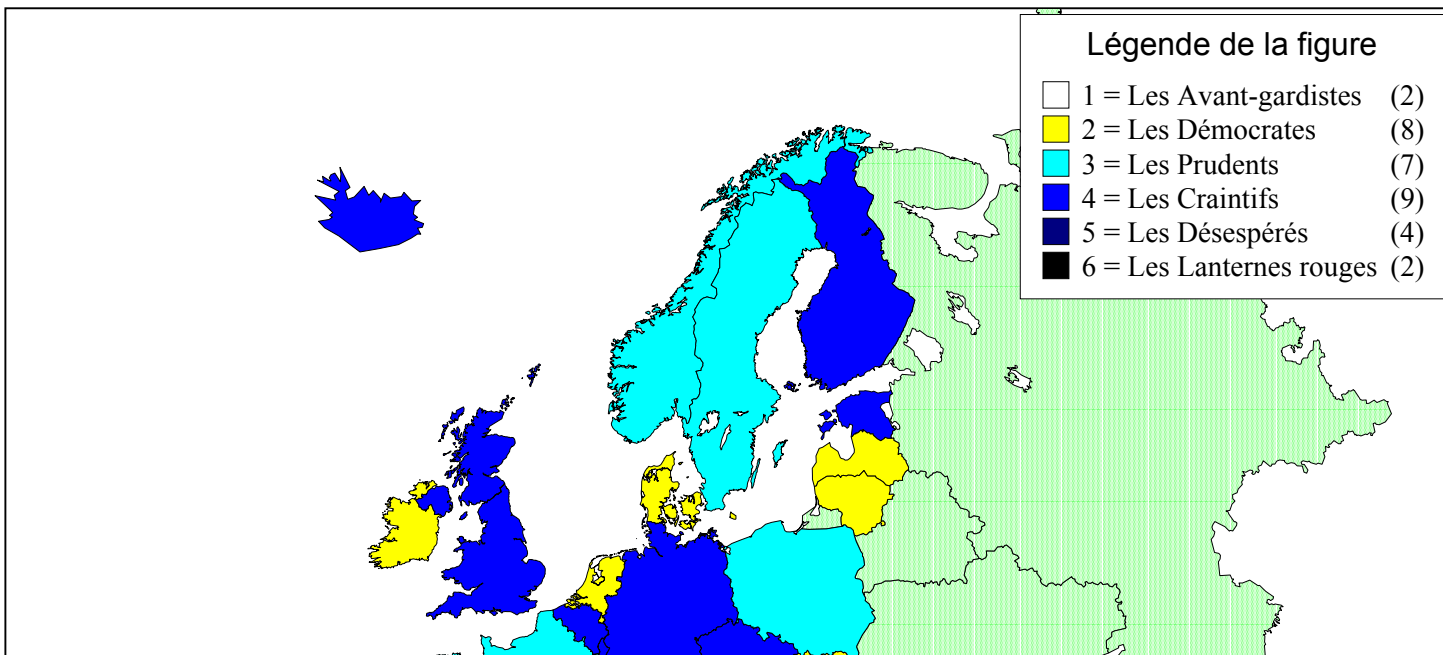 Légende de la figure
1 = Les Avant-gardistes (2)
2 = Les Démocrates (8)
3 = Les Prudents (7)
4 = Les Craintifs (9)
5 = Les Désespérés (4)
6 = Les Lanternes rouges (2)